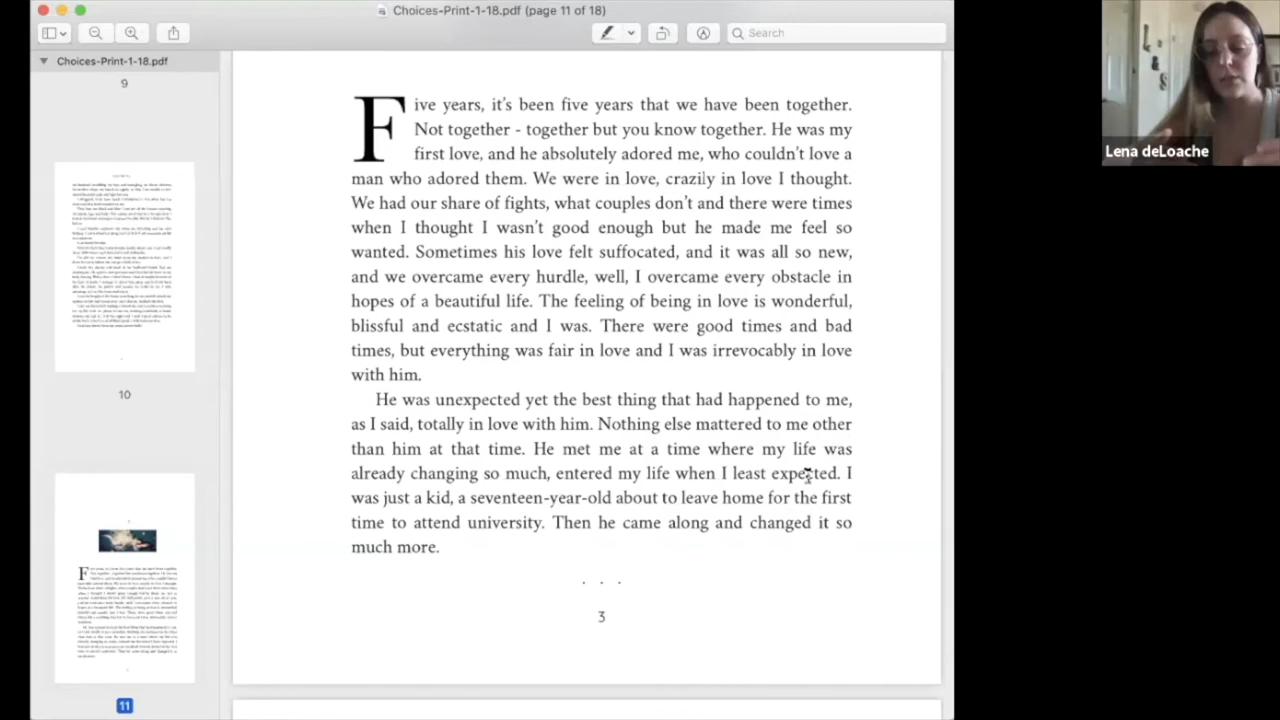 Choices-Print-1-18.pdf (page 11 of 18)
Search
Choices-Print-1-18.pdf
9
10
11
Five years, it's been five years that we have been together.
Not together - together but you know together. He was my
first love, and he absolutely adored me, who couldn't love a
man who adored them. We were in love, crazily in love I thought.
We had our share of fights, what couples don't and there were times
when I thought I wasn't good enough but he made me feel so
wanted. Sometimes in love felt suffocated, and it was all so new,
and new comes extra hurdles, well, I overcame every single one in
hopes of a beautiful life. The feeling of being in love is wonderful,
blissful and ecstatic and I was. There were good times and bad
times, but everything was fair in love and I was irrevocably in love
with him.
He was unexpected yet the best thing that had happened to me,
as I said, totally in love with him. Nothing else mattered to me other
than him at that time. He met me at a time where my life was
already changing so much, entered my life when I least expected. I
was just a kid, a seventeen-year-old about to leave home for the first
time to attend university. Then he came along and changed it so
much more.
. . .
3
Lena deLoache